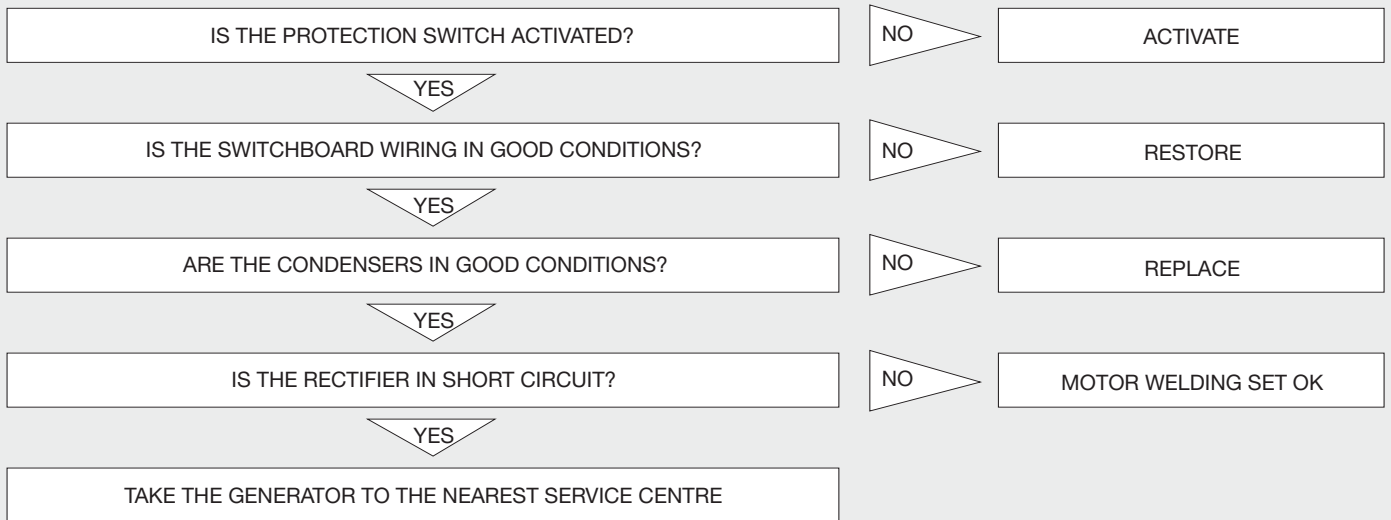 IS THE PROTECTION SWITCH ACTIVATED?
NO
ACTIVATE
YES
IS THE SWITCHBOARD WIRING IN GOOD CONDITIONS?
NO
RESTORE
YES
ARE THE CONDENSERS IN GOOD CONDITIONS?
NO
REPLACE
YES
IS THE RECTIFIER IN SHORT CIRCUIT?
NO
MOTOR WELDING SET OK
YES
TAKE THE GENERATOR TO THE NEAREST SERVICE CENTRE